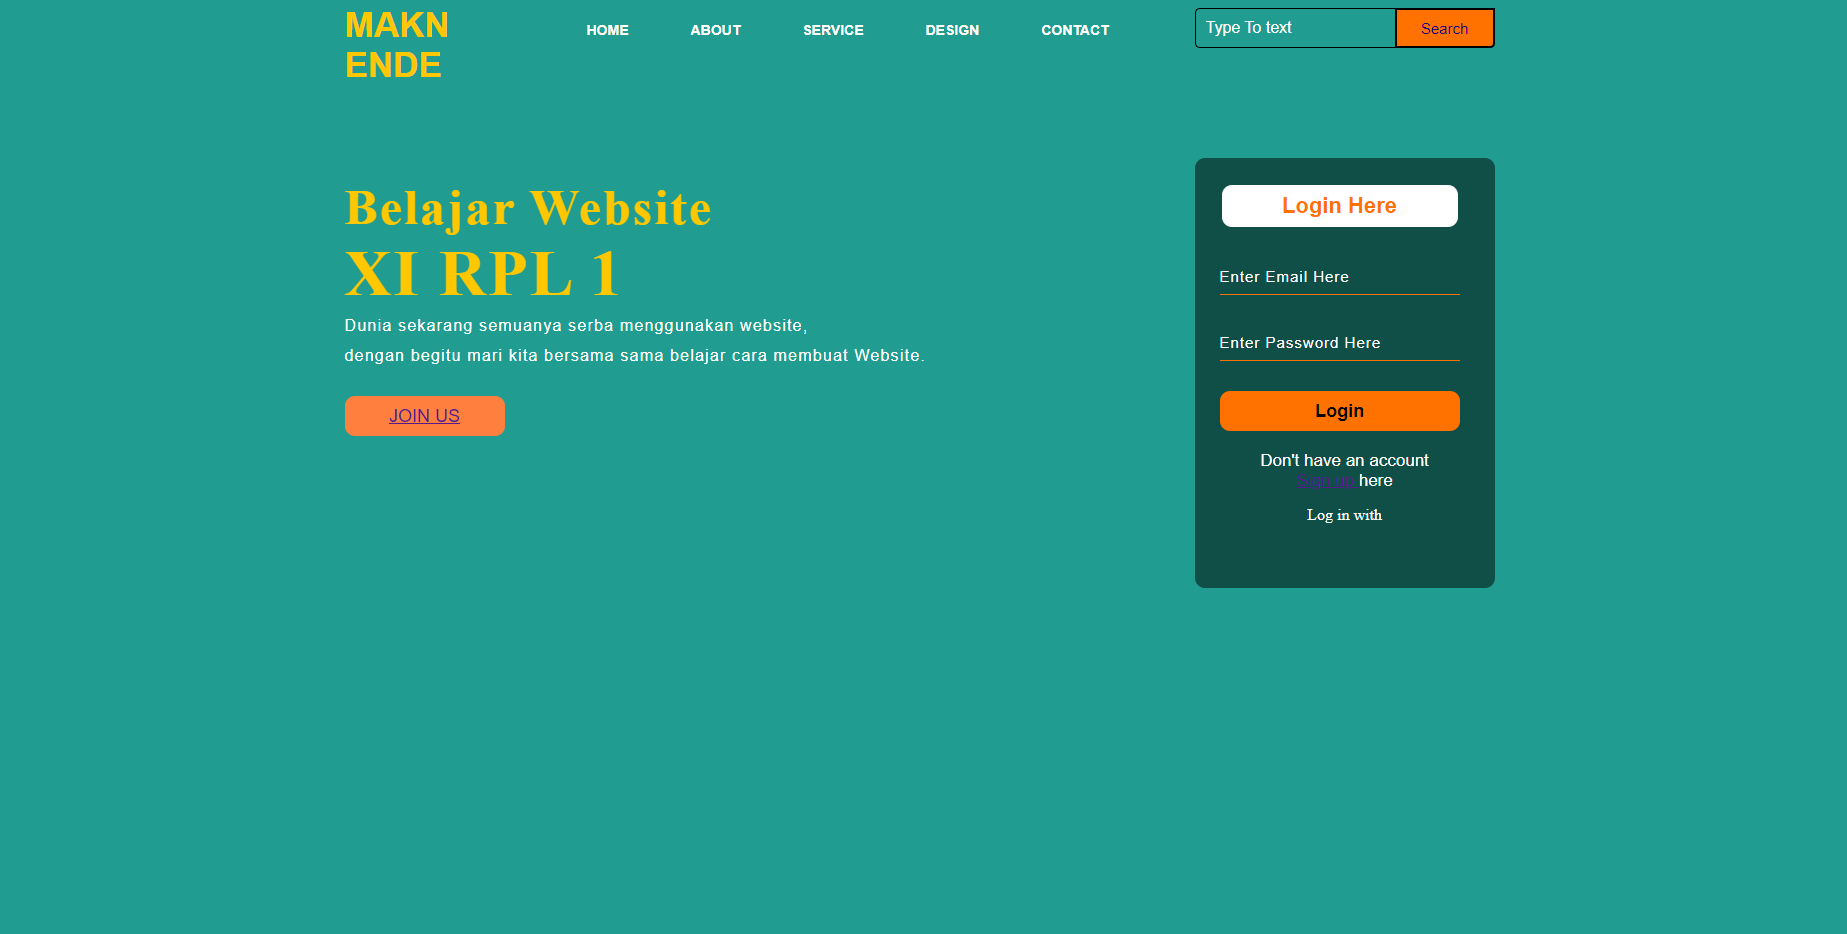 MAKN
ENDE
HOME
ABOUT
SERVICE
DESIGN
CONTACT
Type To text
Search
Belajar Website
XI RPL 1
Dunia sekarang semuanya serba menggunakan website,
dengan begitu mari kita bersama sama belajar cara membuat Website.
JOIN US
Login Here
Enter Email Here
Enter Password Here
Login
Don't have an account
Sign up here
Log in with